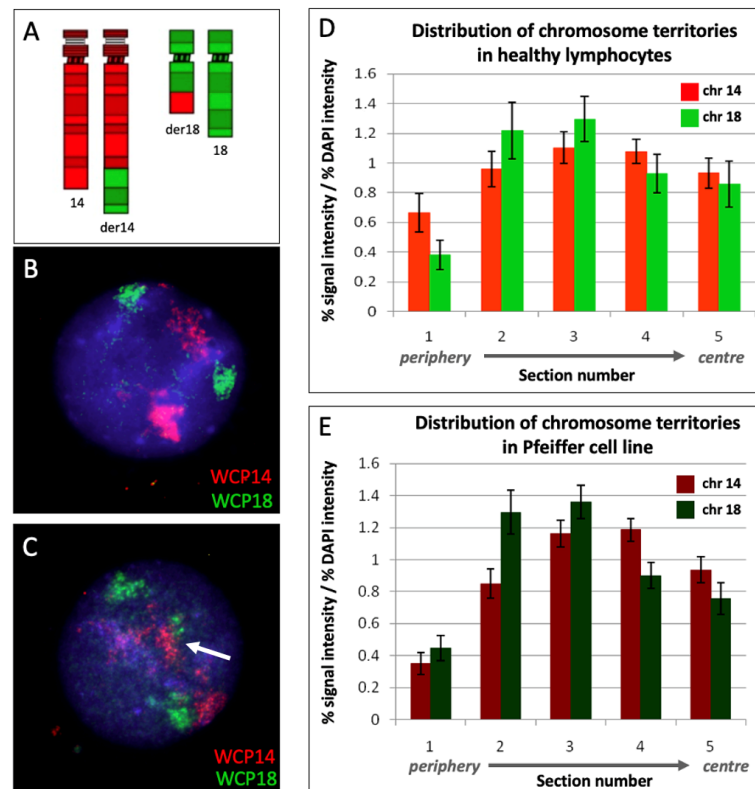 A
14
der14
der18
18
B
WCP14
WCP18
C
WCP14
WCP18
D
Distribution of chromosome territories
in healthy lymphocytes
% signal intensity / % DAPI intensity
1.6
1.4
1.2
1
0.8
0.6
0.4
0.2
0
chr 14
chr 18
1 2 3 4 5
periphery centre
Section number
E
Distribution of chromosome territories
in Pfeiffer cell line
% signal intensity / % DAPI intensity
1.6
1.4
1.2
1
0.8
0.6
0.4
0.2
0
chr 14
chr 18
1 2 3 4 5
periphery centre
Section number